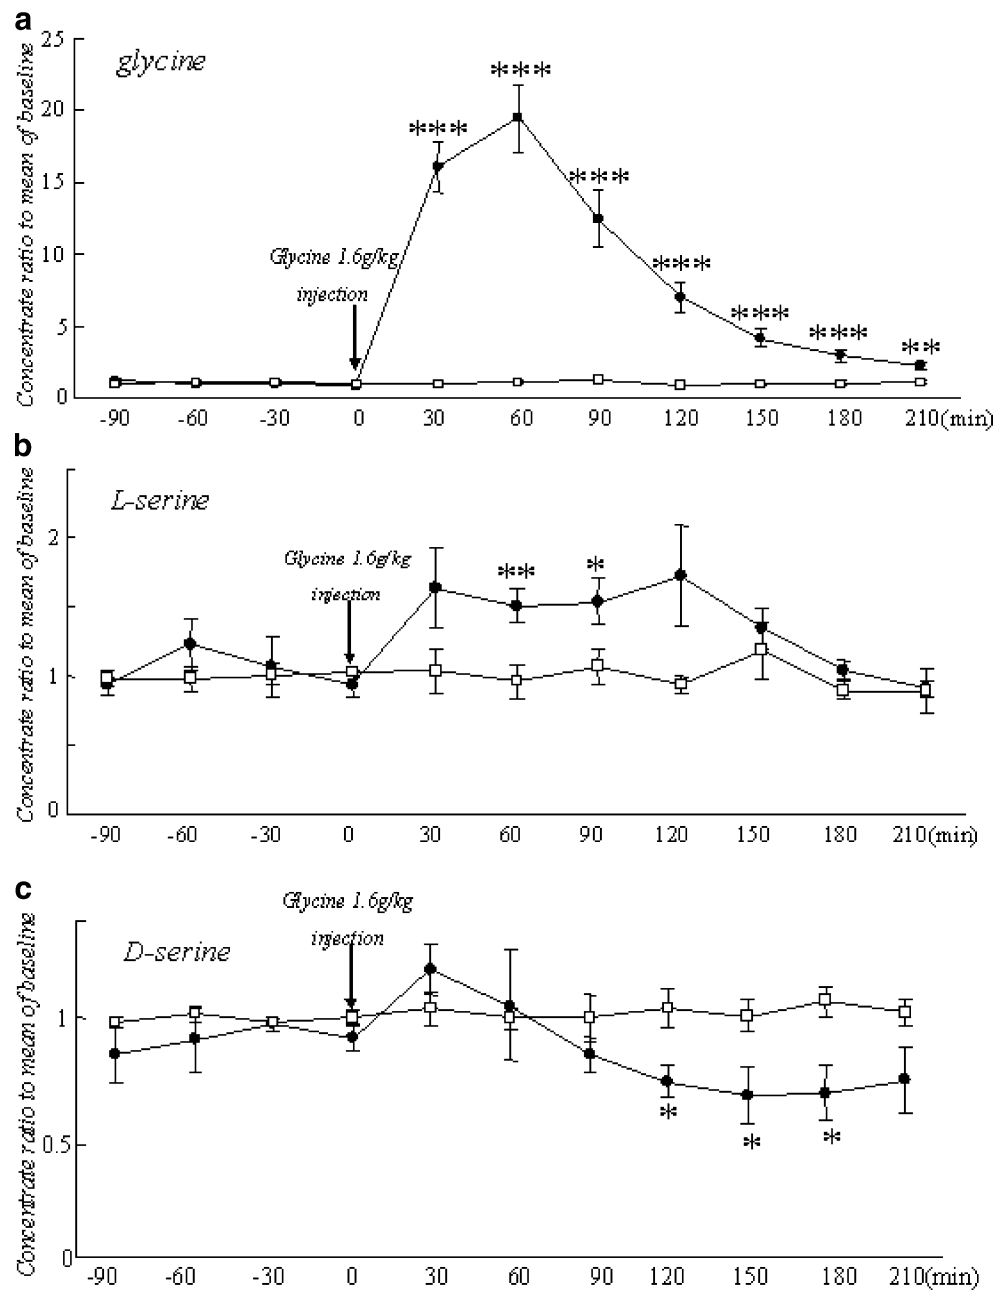 a
Concentrate ratio to mean of baseline
glycine
25
20
15
10
5
0
***
***
***
***
***
***
**
Glycine 1.6g/kg
injection
-90 -60 -30 0 30 60 90 120 150 180 210(min)
b
Concentrate ratio to mean of baseline
L-serine
2
1
0
Glycine 1.6g/kg
injection
**
*
-90 -60 -30 0 30 60 90 120 150 180 210(min)
c
Concentrate ratio to mean of baseline
D-serine
Glycine 1.6g/kg
injection
1
0.5
0
*
*
*
-90 -60 -30 0 30 60 90 120 150 180 210(min)